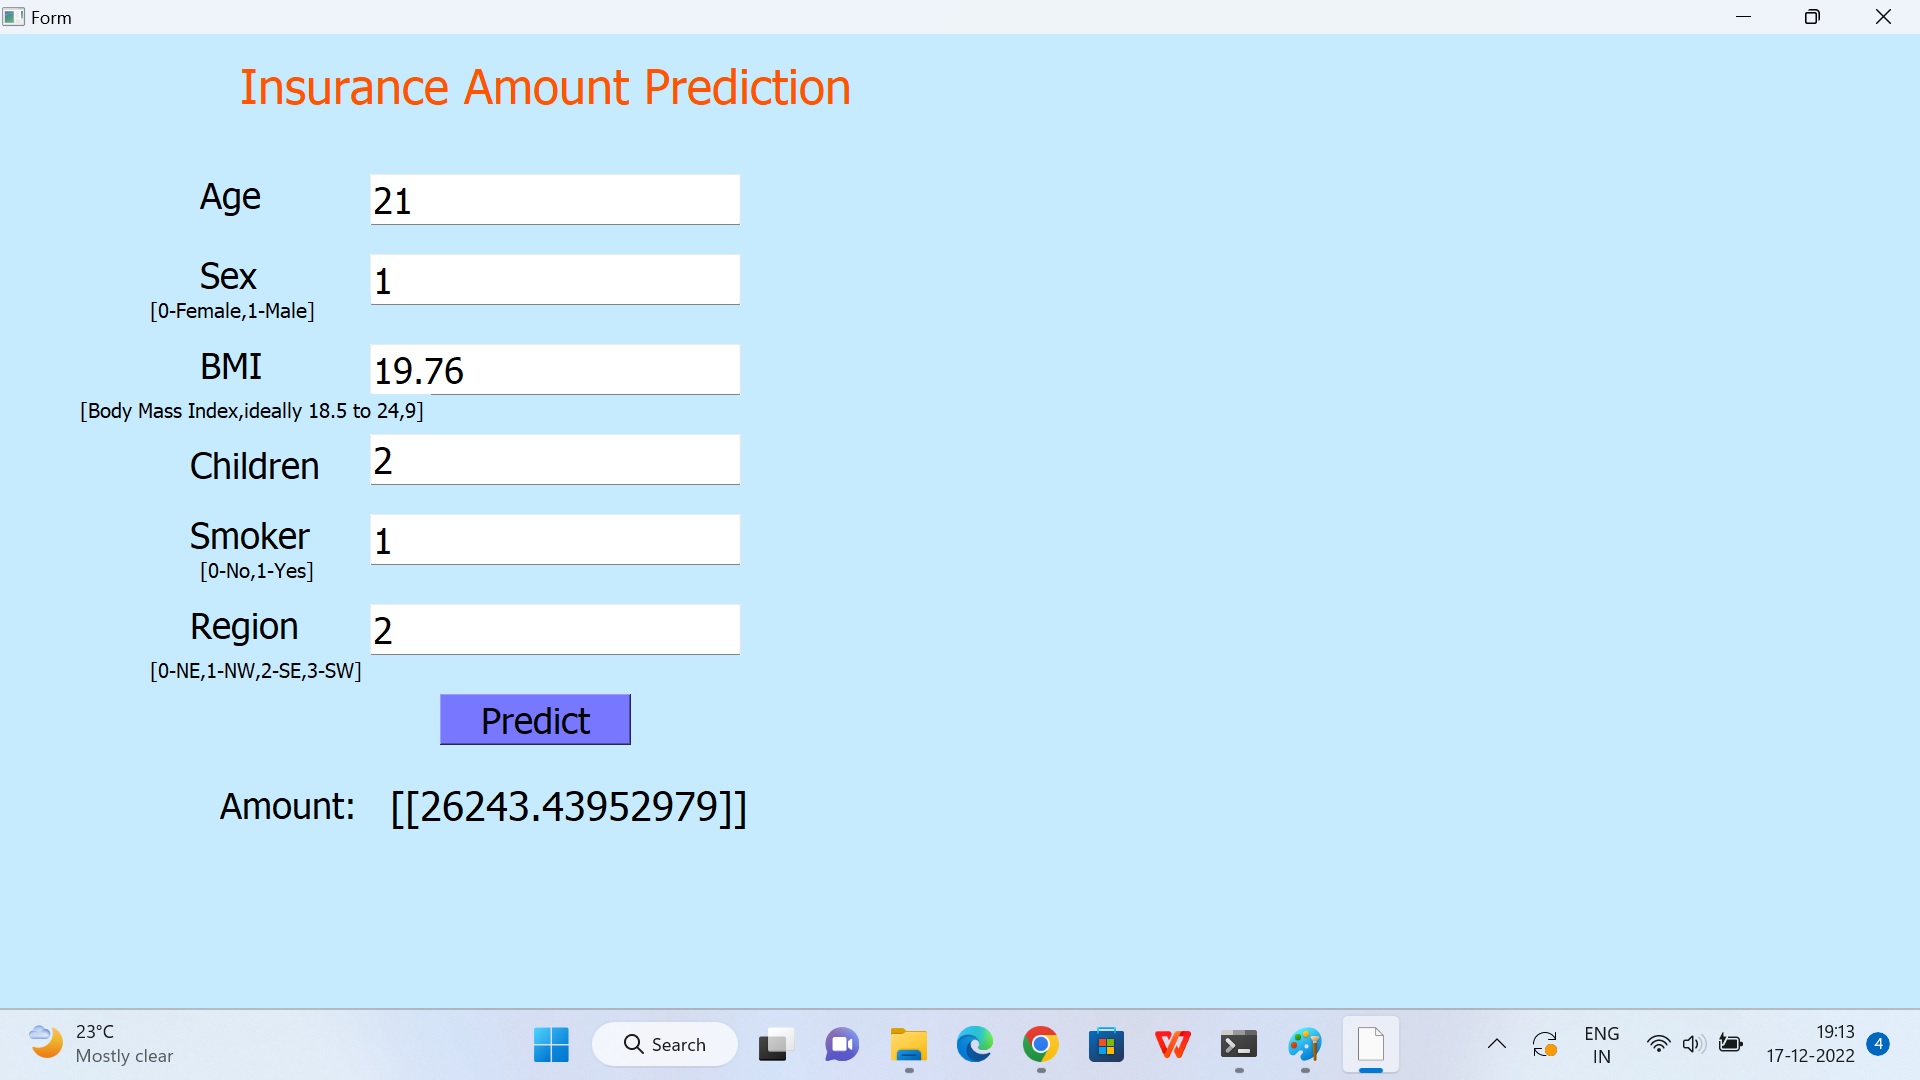 Form
Insurance Amount Prediction
Age 21
Sex 1
[0-Female,1-Male]
BMI 19.76
[Body Mass Index,ideally 18.5 to 24,9]
Children 2
Smoker 1
[0-No,1-Yes]
Region 2
[0-NE,1-NW,2-SE,3-SW]
Predict
Amount: [[26243.43952979]]
23°C
Mostly clear
Search
ENG
IN
19:13
17-12-2022
4